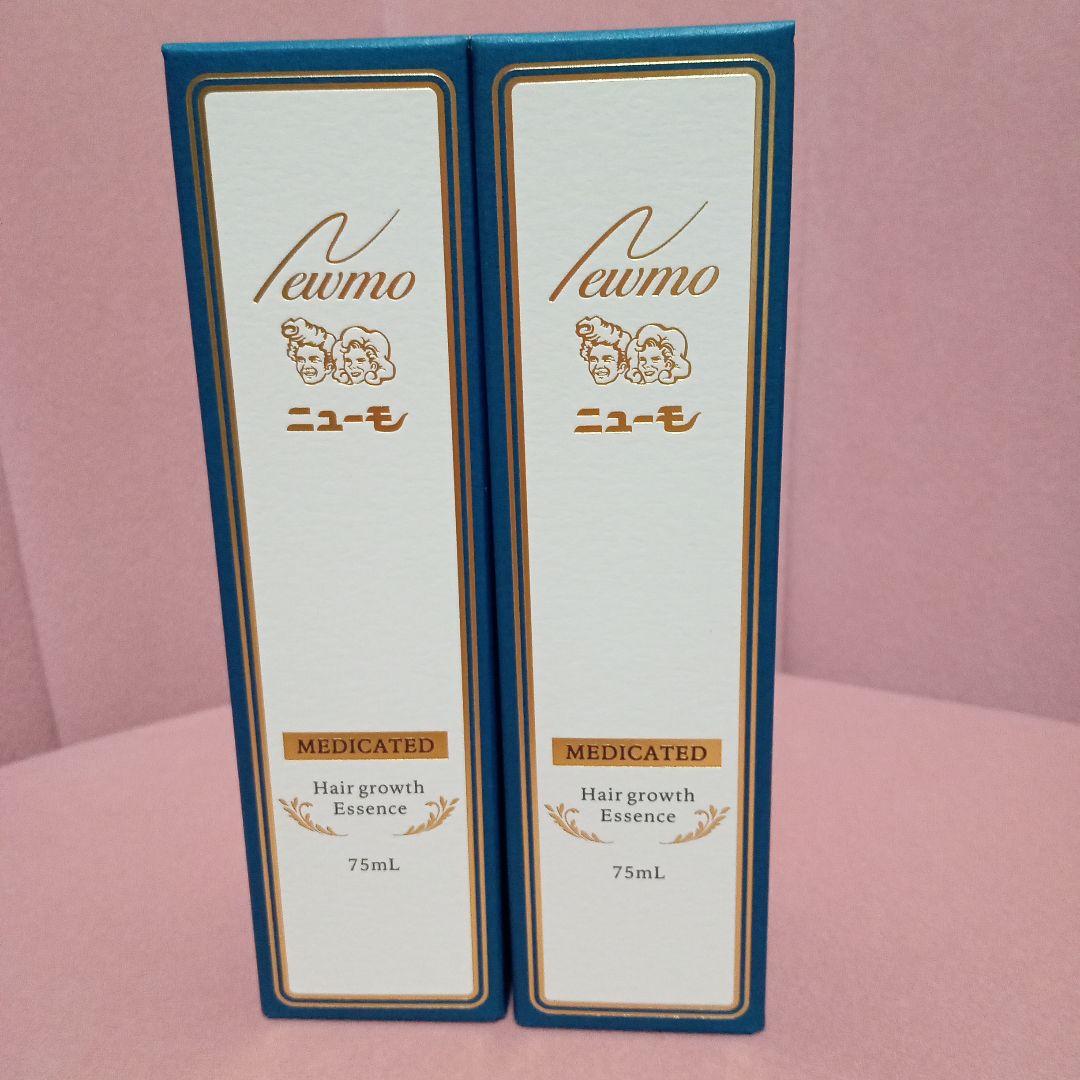 Newmo
ニューモ
MEDICATED
Hair growth
Essence
75mL
Newmo
ニューモ
MEDICATED
Hair growth
Essence
75mL